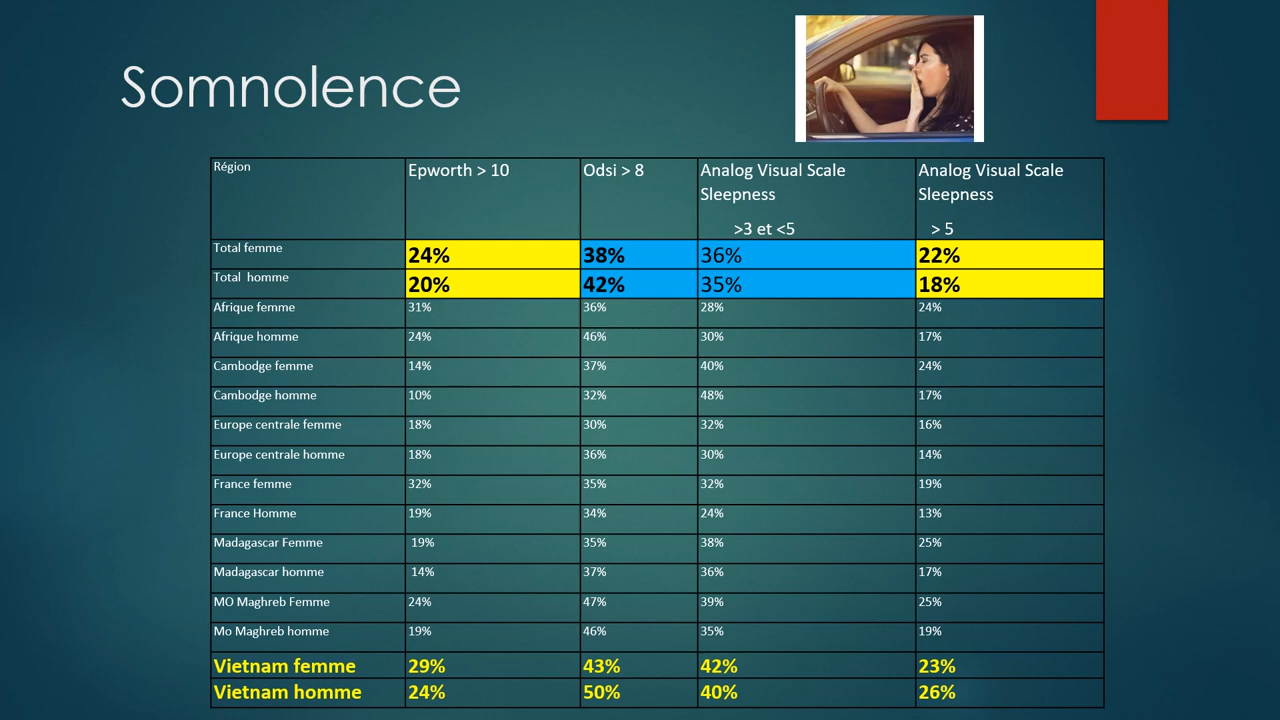 Somnolence
Région Epworth > 10 Odsi > 8 Analog Visual Scale Sleepness >3 et <5 Analog Visual Scale Sleepness > 5
Total femme 24% 38% 36% 22%
Total homme 20% 42% 35% 18%
Afrique femme 31% 36% 28% 24%
Afrique homme 24% 46% 30% 17%
Cambodge femme 14% 37% 40% 24%
Cambodge homme 10% 32% 48% 17%
Europe centrale femme 18% 30% 32% 16%
Europe centrale homme 18% 36% 30% 14%
France femme 32% 35% 32% 19%
France Homme 19% 34% 24% 13%
Madagascar Femme 19% 35% 38% 25%
Madagascar homme 14% 37% 36% 17%
MO Maghreb Femme 24% 47% 39% 25%
Mo Maghreb homme 19% 46% 35% 19%
Vietnam femme 29% 43% 42% 23%
Vietnam homme 24% 50% 40% 26%